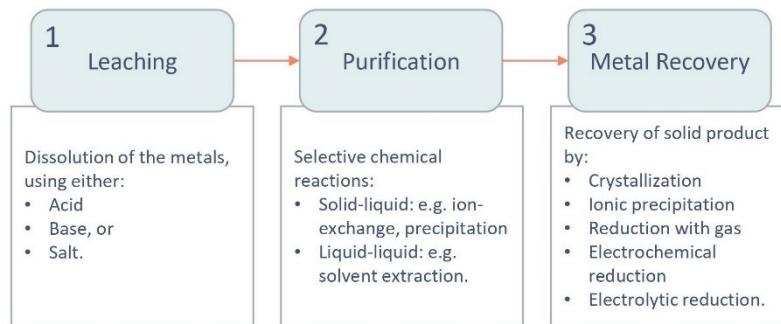 1
Leaching
Dissolution of the metals,
using either:
• Acid
• Base, or
• Salt.
2
Purification
Selective chemical
reactions:
• Solid-liquid: e.g. ion-
exchange, precipitation
• Liquid-liquid: e.g.
solvent extraction.
3
Metal Recovery
Recovery of solid product
by:
• Crystallization
• Ionic precipitation
• Reduction with gas
• Electrochemical
reduction
• Electrolytic reduction.